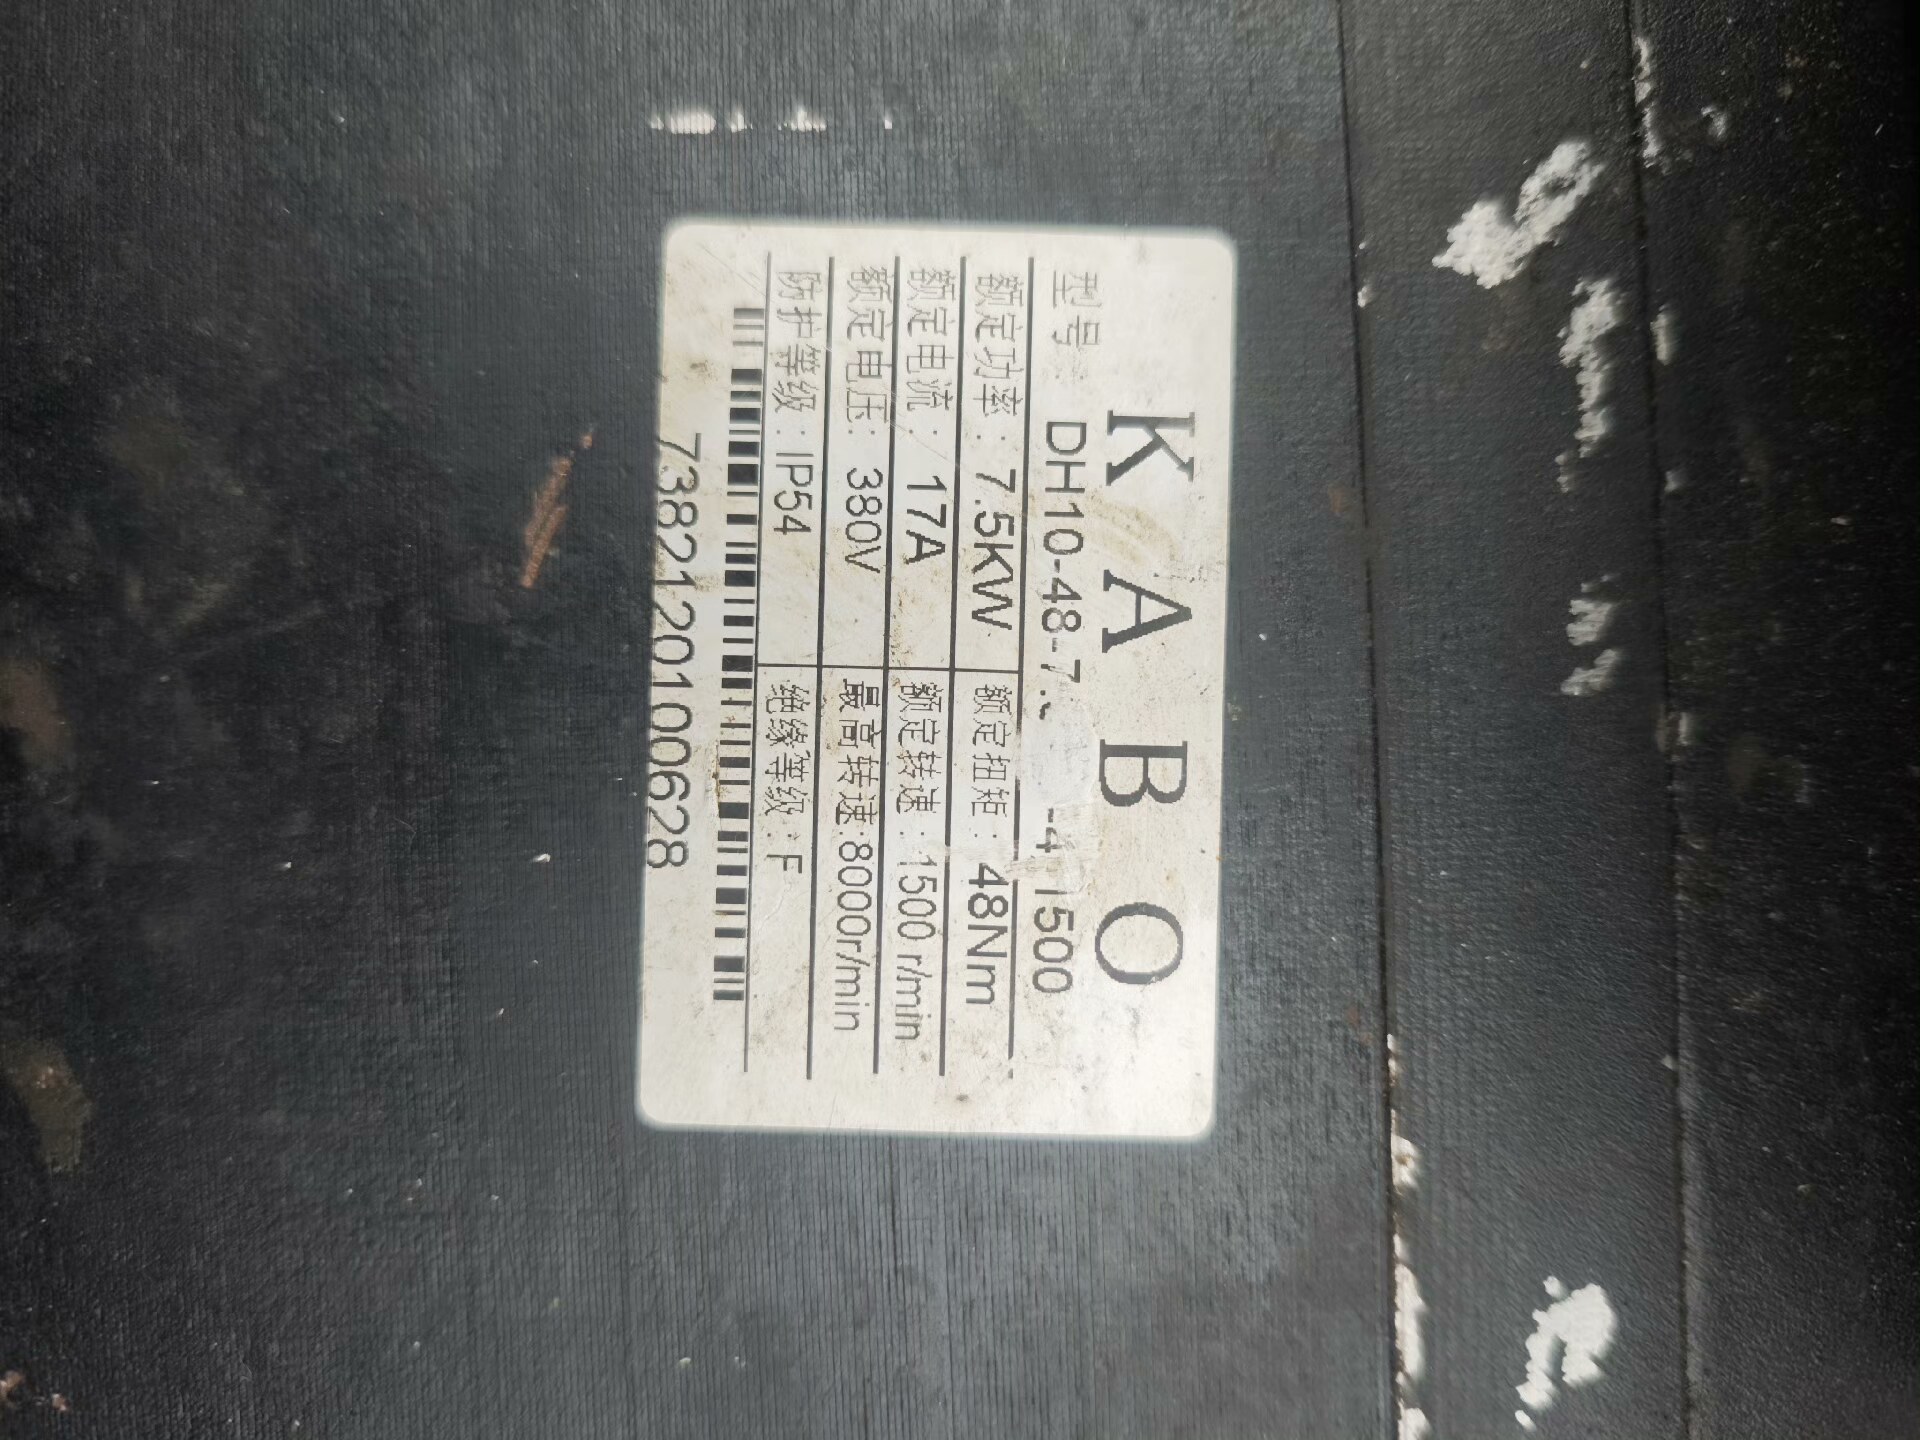 KABO
型号: DH10-48-7. -4 1500
额定功率: 7.5KW 额定扭矩: 48Nm
额定电流: 17A 额定转速: 1500 r/min
额定电压: 380V 最高转速:8000r/min
防护等级: IP54 绝缘等级: F
7382120100628